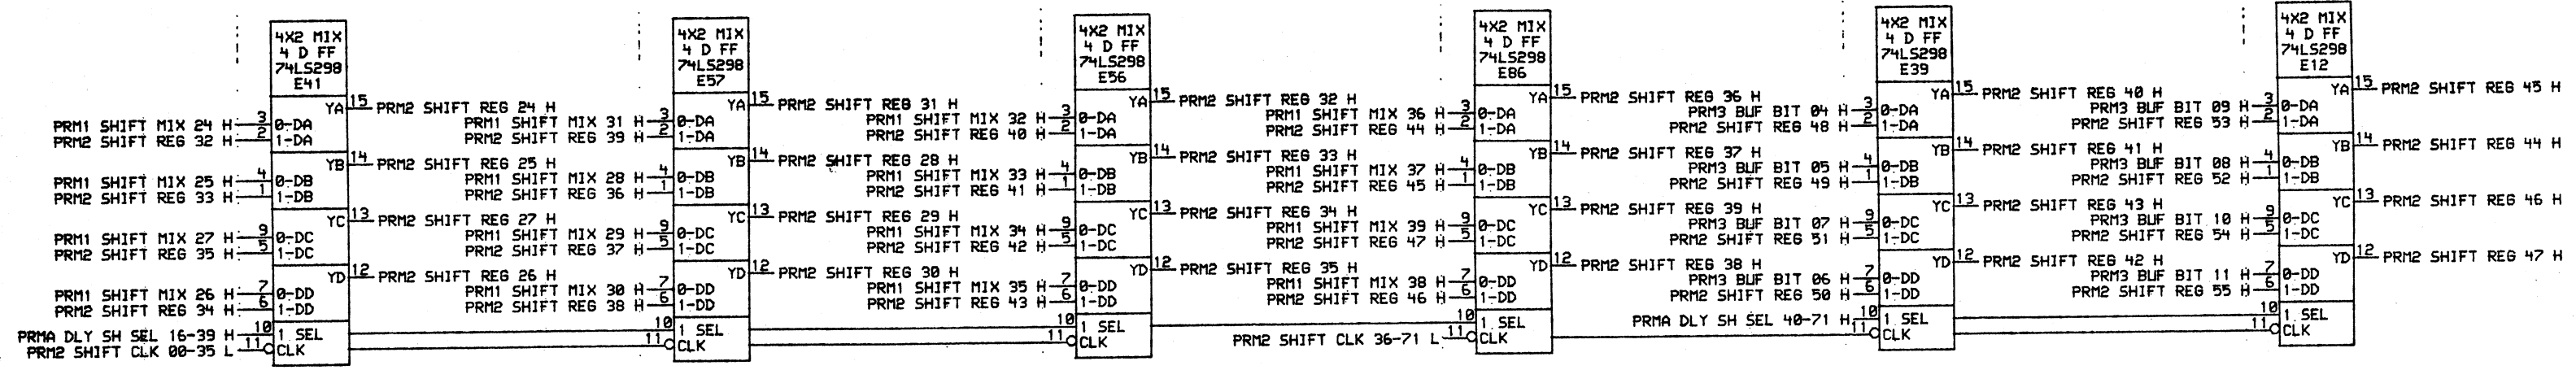 4X2 MIX
4 D FF
74LS298
E41
3
PRM1 SHIFT MIX 24 H
0-DA
2
PRM2 SHIFT REG 32 H
1-DA
YA
15
PRM2 SHIFT REG 24 H
4
PRM1 SHIFT MIX 25 H
0-DB
1
PRM2 SHIFT REG 33 H
1-DB
YB
14
PRM2 SHIFT REG 25 H
9
PRM1 SHIFT MIX 27 H
0-DC
5
PRM2 SHIFT REG 35 H
1-DC
YC
13
PRM2 SHIFT REG 27 H
7
PRM1 SHIFT MIX 26 H
0-DD
6
PRM2 SHIFT REG 34 H
1-DD
YD
12
PRM2 SHIFT REG 26 H
10
PRMA DLY SH SEL 16-39 H
1 SEL
11
PRM2 SHIFT CLK 00-35 L
CLK
4X2 MIX
4 D FF
74LS298
E57
3
PRM1 SHIFT MIX 31 H
0-DA
2
PRM2 SHIFT REG 39 H
1-DA
YA
15
PRM2 SHIFT REG 31 H
4
PRM1 SHIFT MIX 28 H
0-DB
1
PRM2 SHIFT REG 36 H
1-DB
YB
14
PRM2 SHIFT REG 28 H
9
PRM1 SHIFT MIX 29 H
0-DC
5
PRM2 SHIFT REG 37 H
1-DC
YC
13
PRM2 SHIFT REG 29 H
7
PRM1 SHIFT MIX 30 H
0-DD
6
PRM2 SHIFT REG 38 H
1-DD
YD
12
PRM2 SHIFT REG 30 H
10
1 SEL
11
CLK
4X2 MIX
4 D FF
74LS298
E56
3
PRM1 SHIFT MIX 32 H
0-DA
2
PRM2 SHIFT REG 40 H
1-DA
YA
15
PRM2 SHIFT REG 32 H
4
PRM1 SHIFT MIX 33 H
0-DB
1
PRM2 SHIFT REG 41 H
1-DB
YB
14
PRM2 SHIFT REG 33 H
9
PRM1 SHIFT MIX 34 H
0-DC
5
PRM2 SHIFT REG 42 H
1-DC
YC
13
PRM2 SHIFT REG 34 H
7
PRM1 SHIFT MIX 35 H
0-DD
6
PRM2 SHIFT REG 43 H
1-DD
YD
12
PRM2 SHIFT REG 35 H
10
1 SEL
11
CLK
4X2 MIX
4 D FF
74LS298
E86
3
PRM1 SHIFT MIX 36 H
0-DA
2
PRM2 SHIFT REG 44 H
1-DA
YA
15
PRM2 SHIFT REG 36 H
4
PRM1 SHIFT MIX 37 H
0-DB
1
PRM2 SHIFT REG 45 H
1-DB
YB
14
PRM2 SHIFT REG 37 H
9
PRM1 SHIFT MIX 39 H
0-DC
5
PRM2 SHIFT REG 47 H
1-DC
YC
13
PRM2 SHIFT REG 39 H
7
PRM1 SHIFT MIX 38 H
0-DD
6
PRM2 SHIFT REG 46 H
1-DD
YD
12
PRM2 SHIFT REG 38 H
10
1 SEL
11
PRM2 SHIFT CLK 36-71 L
CLK
4X2 MIX
4 D FF
74LS298
E39
3
PRM3 BUF BIT 04 H
0-DA
2
PRM2 SHIFT REG 48 H
1-DA
YA
15
PRM2 SHIFT REG 40 H
4
PRM3 BUF BIT 05 H
0-DB
1
PRM2 SHIFT REG 49 H
1-DB
YB
14
PRM2 SHIFT REG 41 H
9
PRM3 BUF BIT 07 H
0-DC
5
PRM2 SHIFT REG 51 H
1-DC
YC
13
PRM2 SHIFT REG 43 H
7
PRM3 BUF BIT 06 H
0-DD
6
PRM2 SHIFT REG 50 H
1-DD
YD
12
PRM2 SHIFT REG 42 H
10
PRMA DLY SH SEL 40-71 H
1 SEL
11
CLK
4X2 MIX
4 D FF
74LS298
E12
3
PRM3 BUF BIT 09 H
0-DA
2
PRM2 SHIFT REG 53 H
1-DA
YA
15
PRM2 SHIFT REG 45 H
4
PRM3 BUF BIT 08 H
0-DB
1
PRM2 SHIFT REG 52 H
1-DB
YB
14
PRM2 SHIFT REG 44 H
9
PRM3 BUF BIT 10 H
0-DC
5
PRM2 SHIFT REG 54 H
1-DC
YC
13
PRM2 SHIFT REG 46 H
7
PRM3 BUF BIT 11 H
0-DD
6
PRM2 SHIFT REG 55 H
1-DD
YD
12
PRM2 SHIFT REG 47 H
10
1 SEL
11
CLK